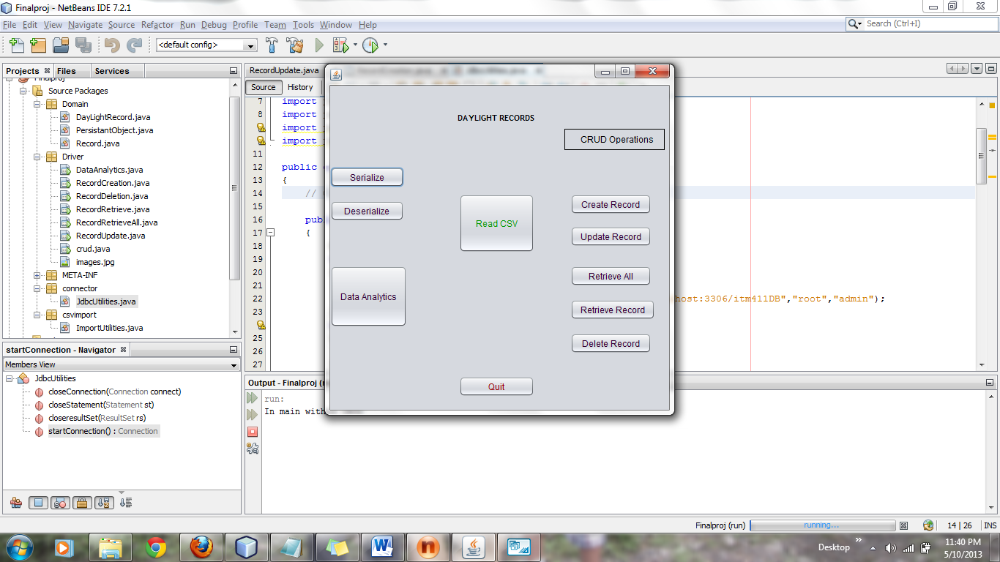 Finalproj - NetBeans IDE 7.2.1
File Edit View Navigate Source Refactor Run Debug Profile Team Tools Window Help
Search (Ctrl+I)
<default config>
Projects Files Services
Source Packages
Domain
DayLightRecord.java
PersistantObject.java
Record.java
Driver
DataAnalytics.java
RecordCreation.java
RecordDeletion.java
RecordRetrieve.java
RecordRetrieveAll.java
RecordUpdate.java
crud.java
images.jpg
META-INF
connector
JdbcUtilities.java
csvimport
ImportUtilities.java
startConnection - Navigator
Members View
JdbcUtilities
closeConnection(Connection connect)
closeStatement(Statement st)
closeresultSet(ResultSet rs)
startConnection() : Connection
RecordUpdate.java
Source History
7 import
8 import
import
import
11
12 public
13 {
14 //
15
16
17 {
18
19
20
21
22 host:3306/itm411DB","root","admin");
23
25
26
27
DAYLIGHT RECORDS
CRUD Operations
Serialize
Deserialize
Read CSV
Data Analytics
Create Record
Update Record
Retrieve All
Retrieve Record
Delete Record
Quit
Output - Finalproj (
run:
In main with
Finalproj (run) running... 14 | 26 INS
Desktop
11:40 PM
5/10/2013